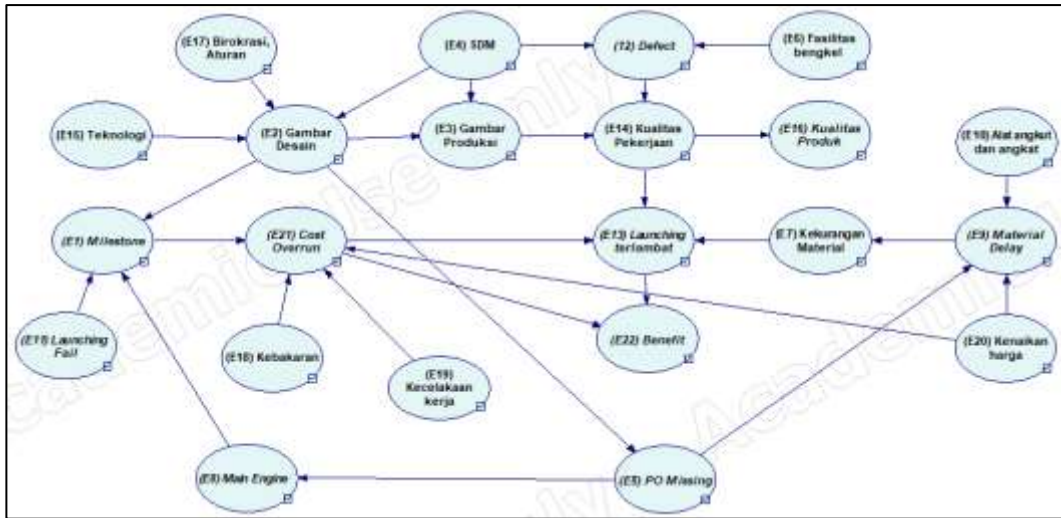 (E17) Birokrasi,
Aturan
(E4) SDM
(12) Defect
(E6) Fasilitas
bengkel
(E15) Teknologi
(E2) Gambar
Desain
(E3) Gambar
Produksi
(E14) Kualitas
Pekerjaan
(E16) Kualitas
Produk
(E10) Alat angkut
dan angkat
(E1) Milestone
(E21) Cost
Overrun
(E13) Launching
terlambat
(E7) Kekurangan
Material
(E9) Material
Delay
(E11) Launching
Fail
(E18) Kebakaran
(E19)
Kecelakaan
kerja
(E22) Benefit
(E20) Kenaikan
harga
(E8) Main Engine
(E5) PO Missing